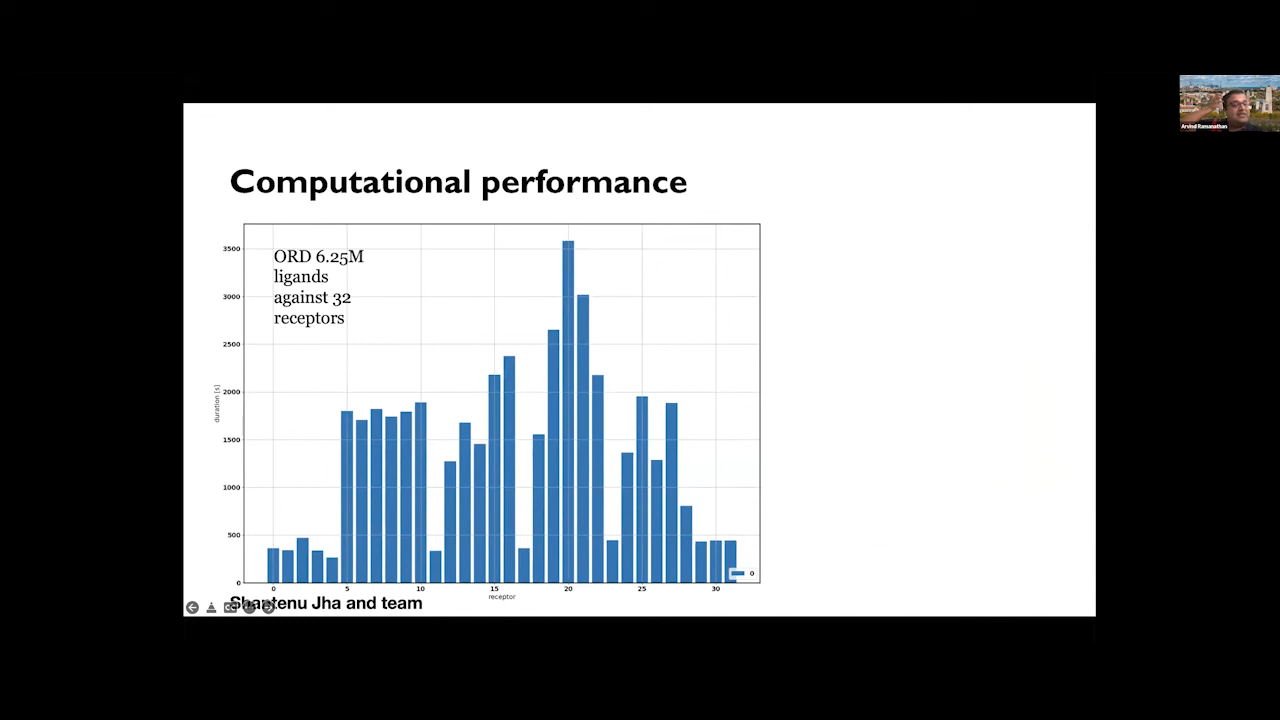 Arvind Ramanathan
Computational performance
ORD 6.25M
ligands
against 32
receptors
3500
3000
2500
2000
1500
1000
500
0
duration [s]
0 5 10 15 20 25 30
receptor
0
Shantenu Jha and team